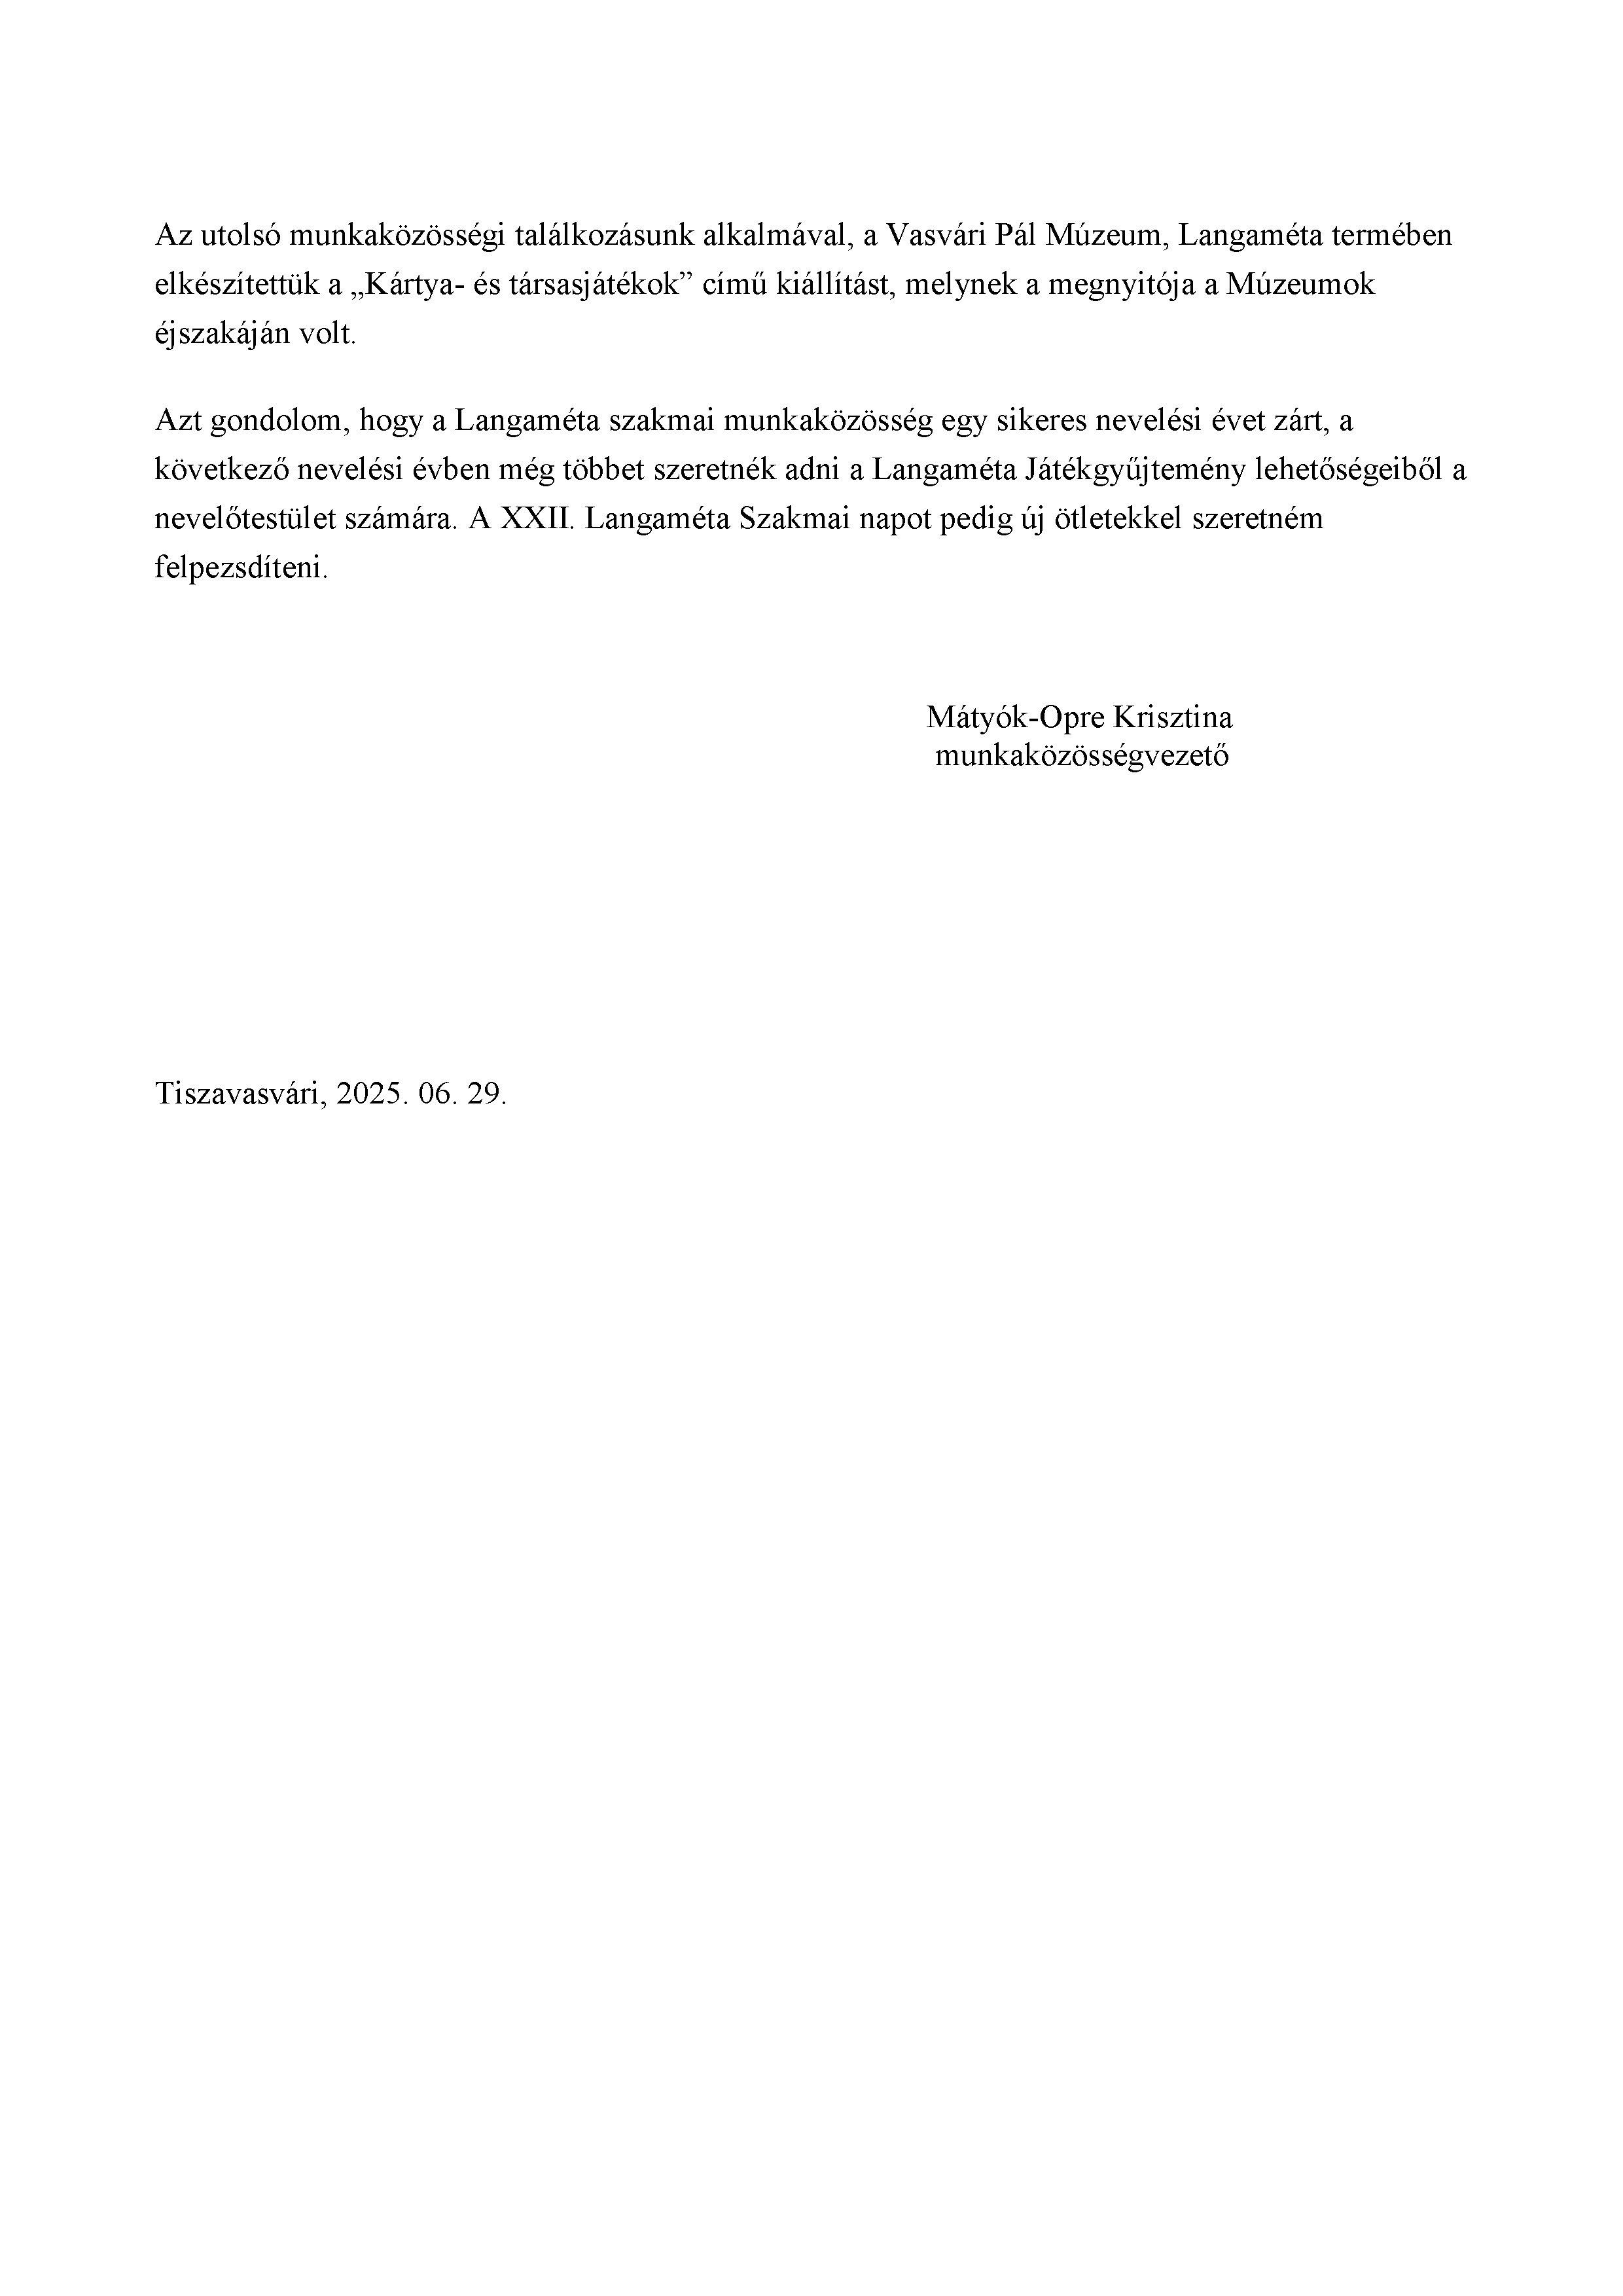 Az utolsó munkaközösségi találkozásunk alkalmával, a Vasvári Pál Múzeum, Langaméta termében
elkészítettük a „Kártya- és társasjátékok” című kiállítást, melynek a megnyitója a Múzeumok
éjszakáján volt.
Azt gondolom, hogy a Langaméta szakmai munkaközösség egy sikeres nevelési évet zárt, a
következő nevelési évben még többet szeretnék adni a Langaméta Játékgyűjtemény lehetőségeiből a
nevelőtestület számára. A XXII. Langaméta Szakmai napot pedig új ötletekkel szeretném
felpezsdíteni.
Mátyók-Opre Krisztina
munkaközösségvezető
Tiszavasvári, 2025. 06. 29.